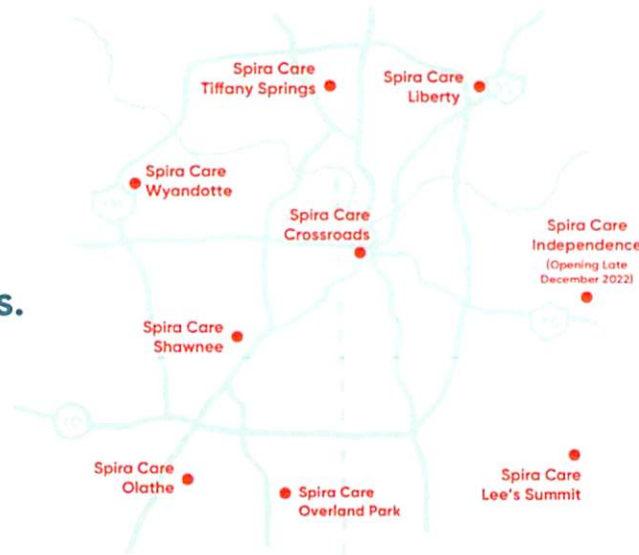 Spira Care
Tiffany Springs
Spira Care
Liberty
Spira Care
Wyandotte
Spira Care
Crossroads
Spira Care
Independence
(Opening Late
December 2022)
s.
Spira Care
Shawnee
Spira Care
Olathe
Spira Care
Overland Park
Spira Care
Lee's Summit